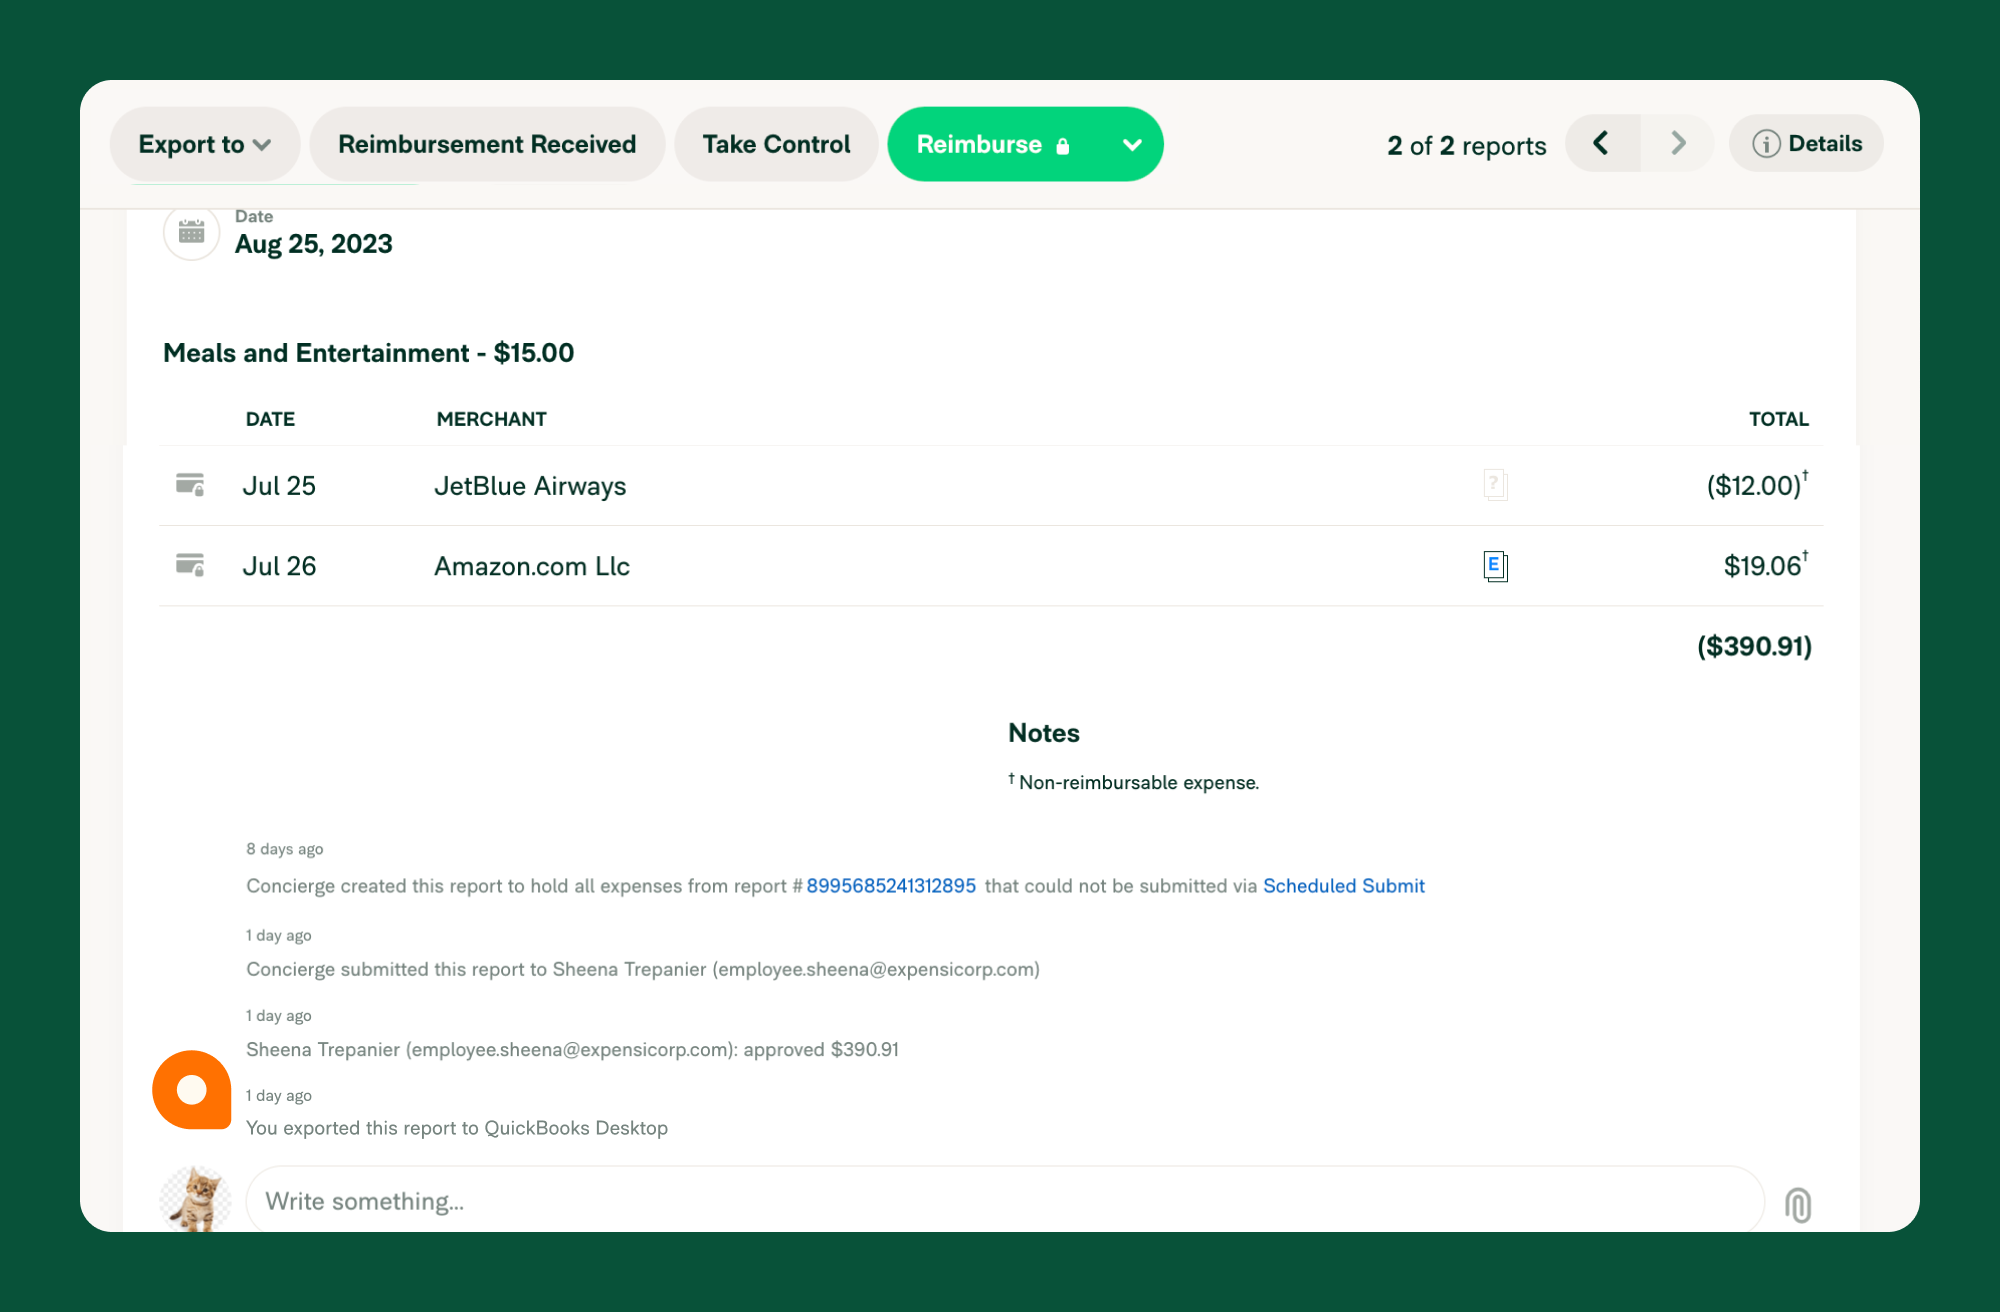 Export to
Reimbursement Received
Take Control
Reimburse
2 of 2 reports
Details
Date
Aug 25, 2023
Meals and Entertainment - $15.00
DATE MERCHANT TOTAL
Jul 25 JetBlue Airways ? ($12.00)†
Jul 26 Amazon.com Llc E $19.06†
($390.91)
Notes
† Non-reimbursable expense.
8 days ago
Concierge created this report to hold all expenses from report #8995685241312895 that could not be submitted via Scheduled Submit
1 day ago
Concierge submitted this report to Sheena Trepanier (employee.sheena@expensicorp.com)
1 day ago
Sheena Trepanier (employee.sheena@expensicorp.com): approved $390.91
1 day ago
You exported this report to QuickBooks Desktop
Write something...